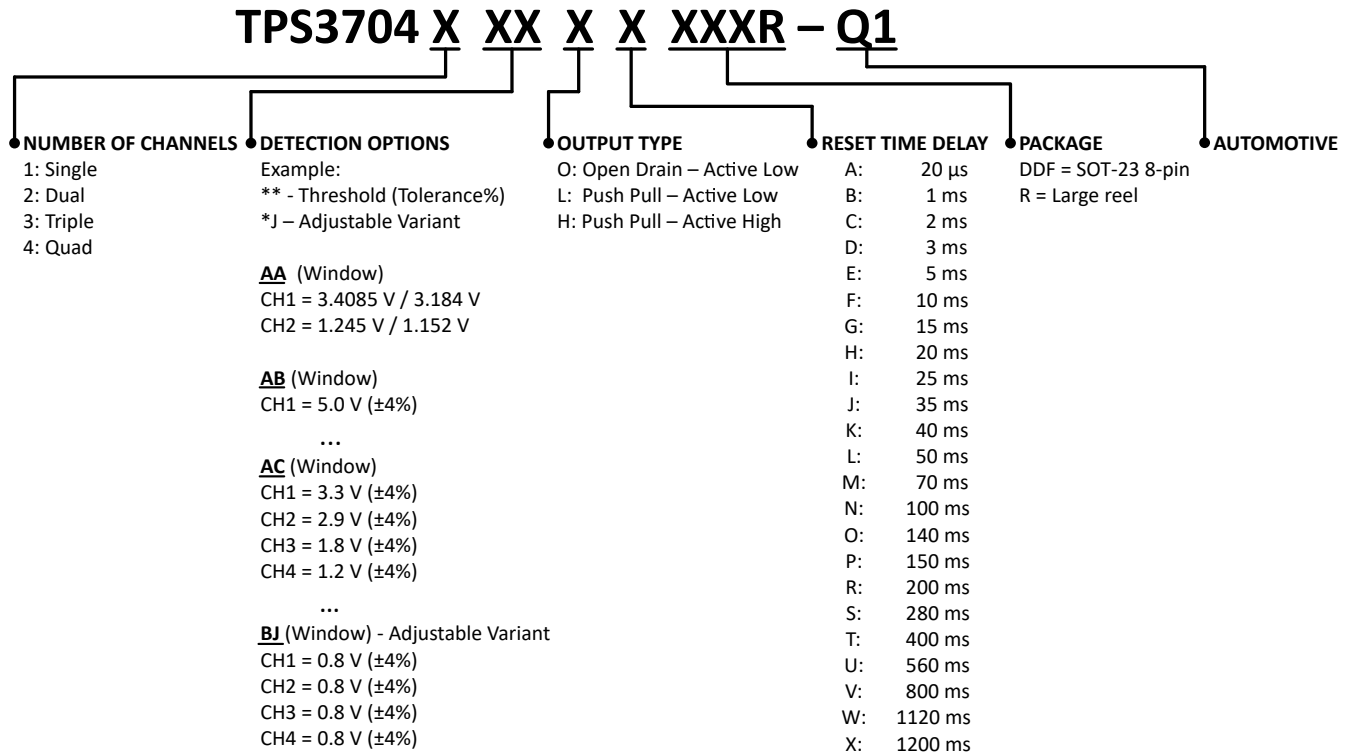 TPS3704 X XX X X XXXR – Q1
NUMBER OF CHANNELS
1: Single
2: Dual
3: Triple
4: Quad
DETECTION OPTIONS
Example:
** - Threshold (Tolerance%)
*J – Adjustable Variant
AA (Window)
CH1 = 3.4085 V / 3.184 V
CH2 = 1.245 V / 1.152 V
AB (Window)
CH1 = 5.0 V (±4%)
...
AC (Window)
CH1 = 3.3 V (±4%)
CH2 = 2.9 V (±4%)
CH3 = 1.8 V (±4%)
CH4 = 1.2 V (±4%)
...
BJ (Window) - Adjustable Variant
CH1 = 0.8 V (±4%)
CH2 = 0.8 V (±4%)
CH3 = 0.8 V (±4%)
CH4 = 0.8 V (±4%)
OUTPUT TYPE
O: Open Drain – Active Low
L: Push Pull – Active Low
H: Push Pull – Active High
RESET TIME DELAY
A: 20 µs
B: 1 ms
C: 2 ms
D: 3 ms
E: 5 ms
F: 10 ms
G: 15 ms
H: 20 ms
I: 25 ms
J: 35 ms
K: 40 ms
L: 50 ms
M: 70 ms
N: 100 ms
O: 140 ms
P: 150 ms
R: 200 ms
S: 280 ms
T: 400 ms
U: 560 ms
V: 800 ms
W: 1120 ms
X: 1200 ms
PACKAGE
DDF = SOT-23 8-pin
R = Large reel
AUTOMOTIVE